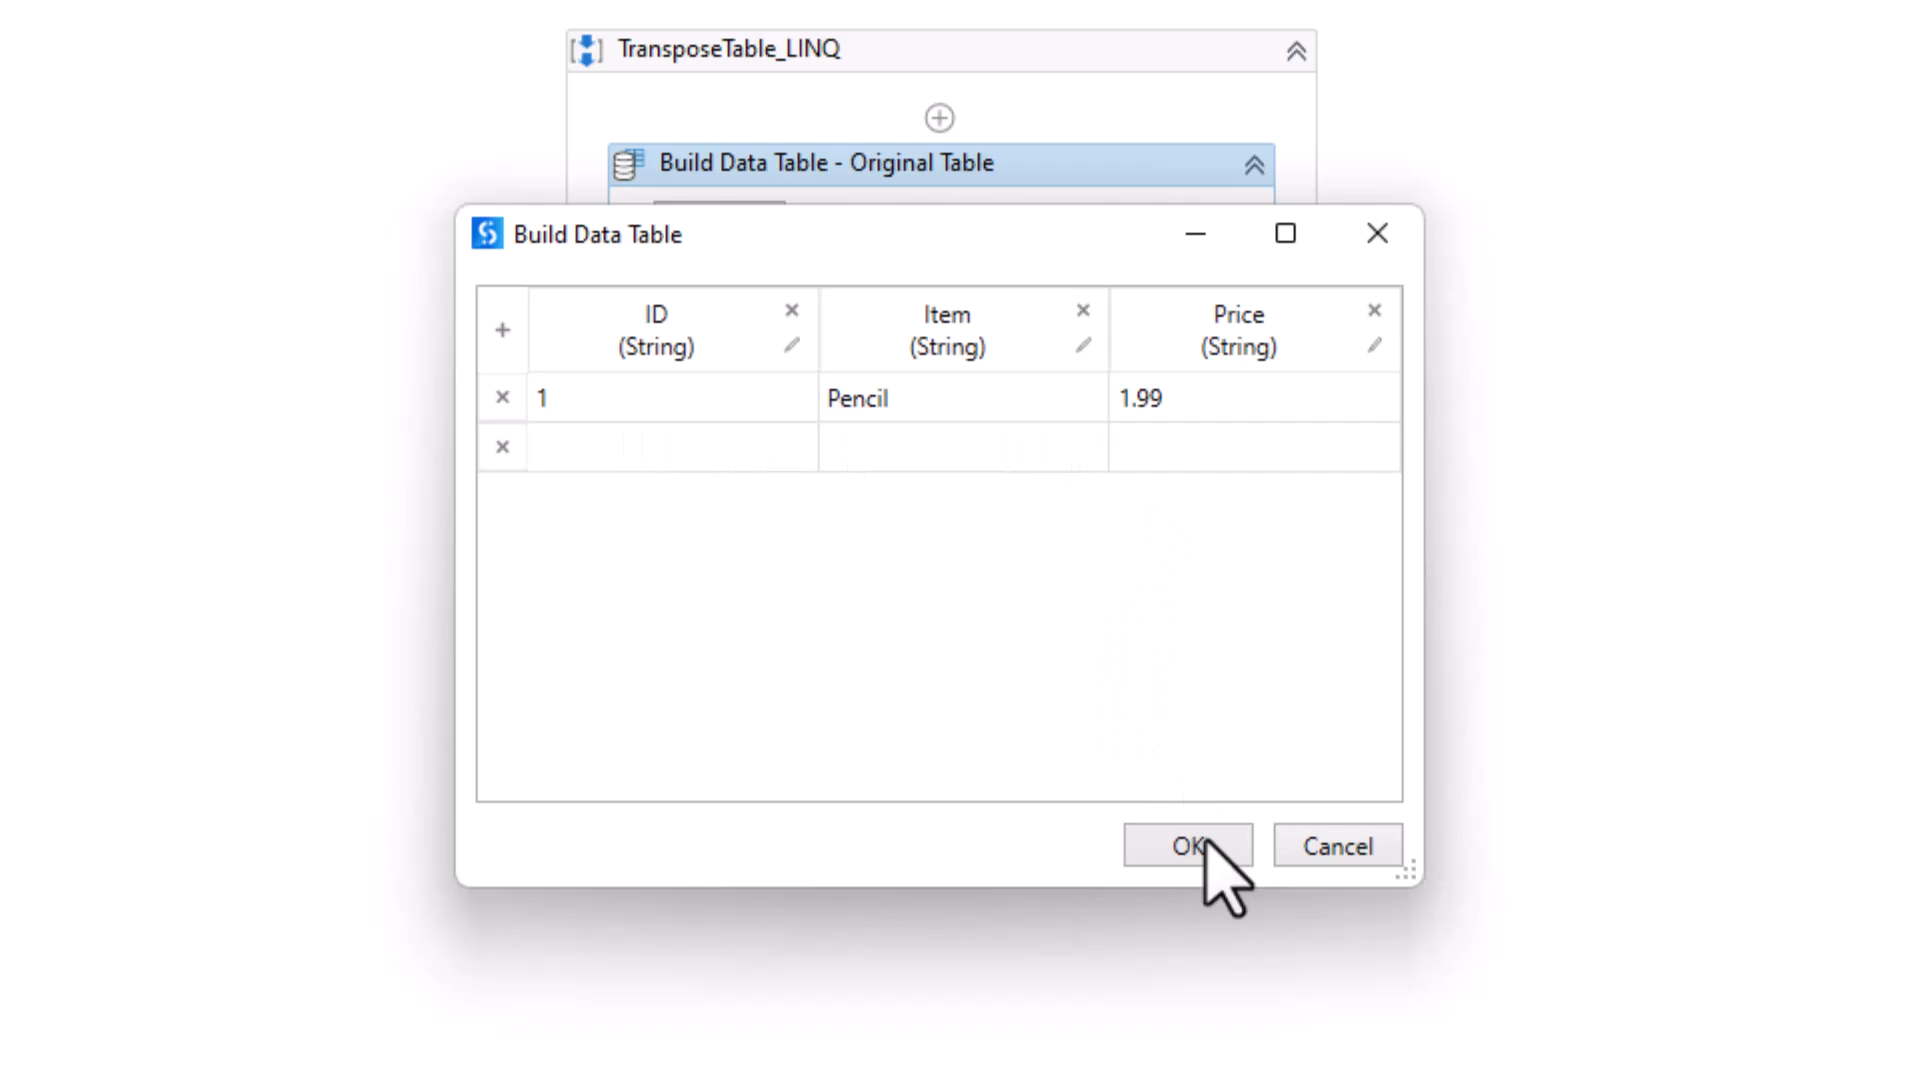 TransposeTable_LINQ
Build Data Table - Original Table
Build Data Table
ID Item Price
(String) (String) (String)
1 Pencil 1.99
OK Cancel